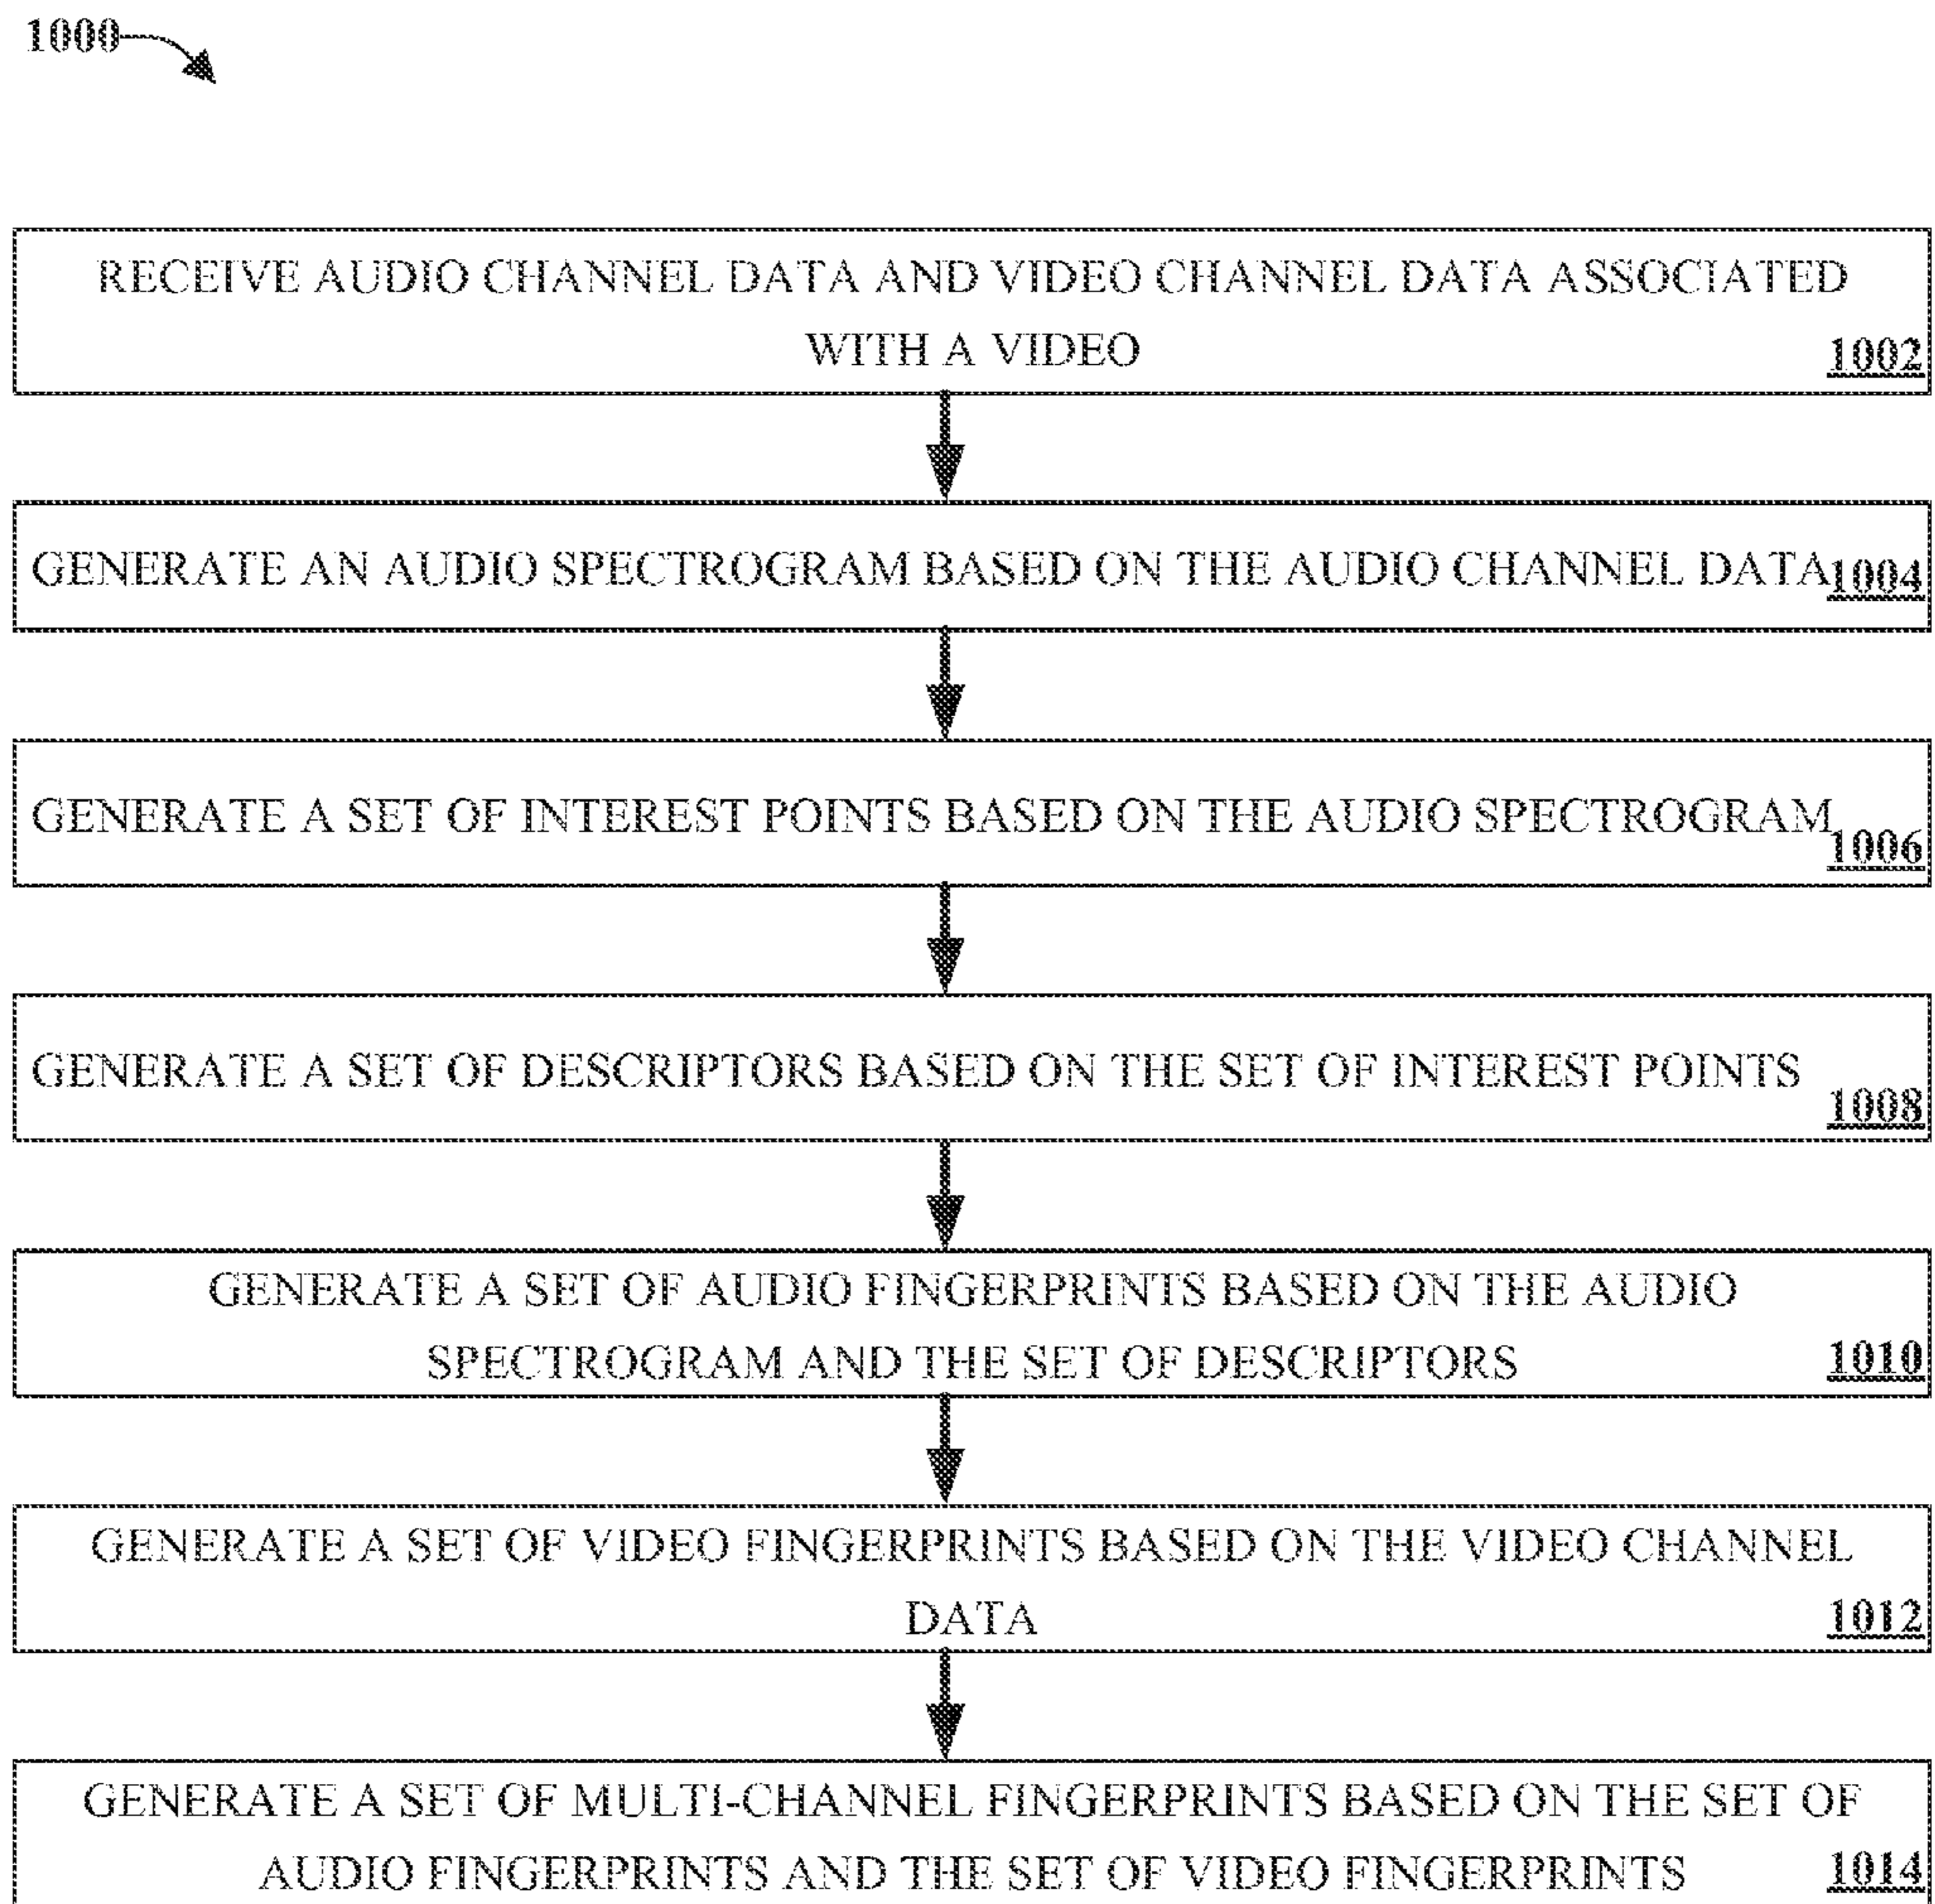 1000
RECEIVE AUDIO CHANNEL DATA AND VIDEO CHANNEL DATA ASSOCIATED
WITH A VIDEO
1002
GENERATE AN AUDIO SPECTROGRAM BASED ON THE AUDIO CHANNEL DATA
1004
GENERATE A SET OF INTEREST POINTS BASED ON THE AUDIO SPECTROGRAM
1006
GENERATE A SET OF DESCRIPTORS BASED ON THE SET OF INTEREST POINTS
1008
GENERATE A SET OF AUDIO FINGERPRINTS BASED ON THE AUDIO
SPECTROGRAM AND THE SET OF DESCRIPTORS
1010
GENERATE A SET OF VIDEO FINGERPRINTS BASED ON THE VIDEO CHANNEL
DATA
1012
GENERATE A SET OF MULTI-CHANNEL FINGERPRINTS BASED ON THE SET OF
AUDIO FINGERPRINTS AND THE SET OF VIDEO FINGERPRINTS
1014